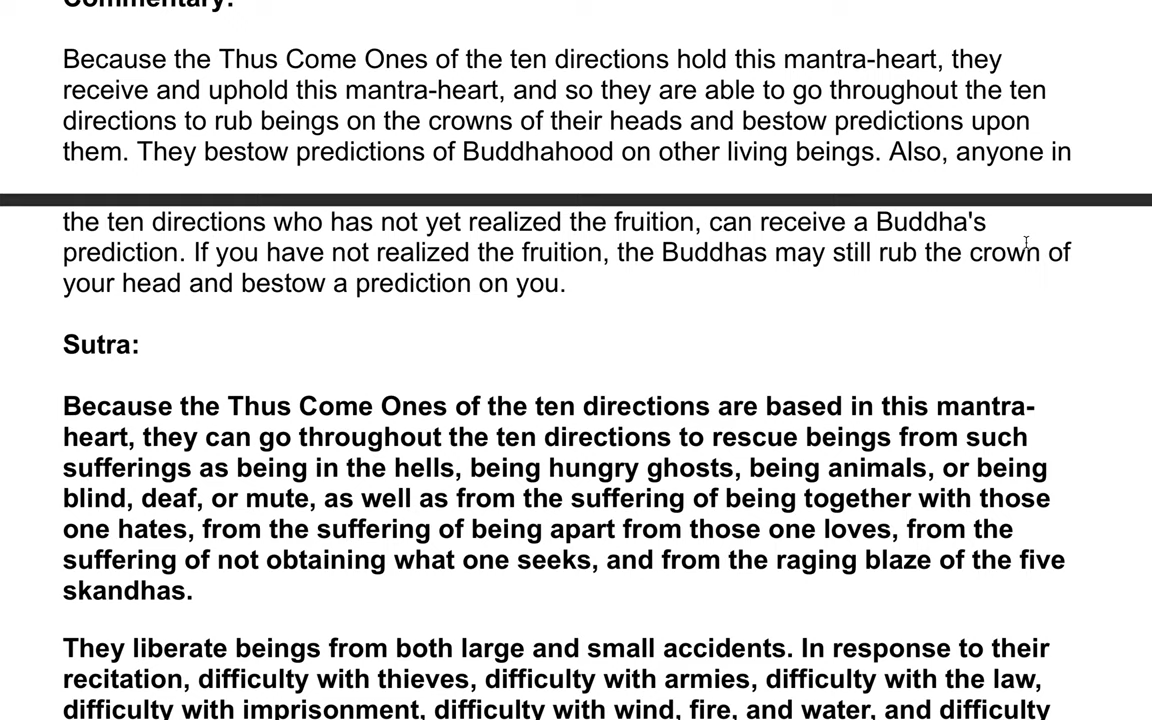 Commentary:
Because the Thus Come Ones of the ten directions hold this mantra-heart, they
receive and uphold this mantra-heart, and so they are able to go throughout the ten
directions to rub beings on the crowns of their heads and bestow predictions upon
them. They bestow predictions of Buddhahood on other living beings. Also, anyone in
the ten directions who has not yet realized the fruition, can receive a Buddha's
prediction. If you have not realized the fruition, the Buddhas may still rub the crown of
your head and bestow a prediction on you.
Sutra:
Because the Thus Come Ones of the ten directions are based in this mantra-
heart, they can go throughout the ten directions to rescue beings from such
sufferings as being in the hells, being hungry ghosts, being animals, or being
blind, deaf, or mute, as well as from the suffering of being together with those
one hates, from the suffering of being apart from those one loves, from the
suffering of not obtaining what one seeks, and from the raging blaze of the five
skandhas.
They liberate beings from both large and small accidents. In response to their
recitation, difficulty with thieves, difficulty with armies, difficulty with the law,
difficulty with imprisonment, difficulty with wind, fire, and water, and difficulty